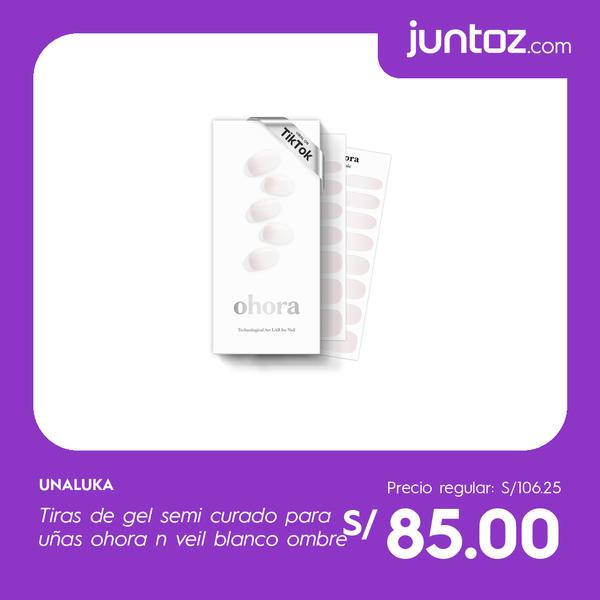 juntoz.com
TikTok
ora
ohora
Technological Art LAB for Nail
UNALUKA
Precio regular: S/106.25
Tiras de gel semi curado para
uñas ohora n veil blanco ombre
S/ 85.00